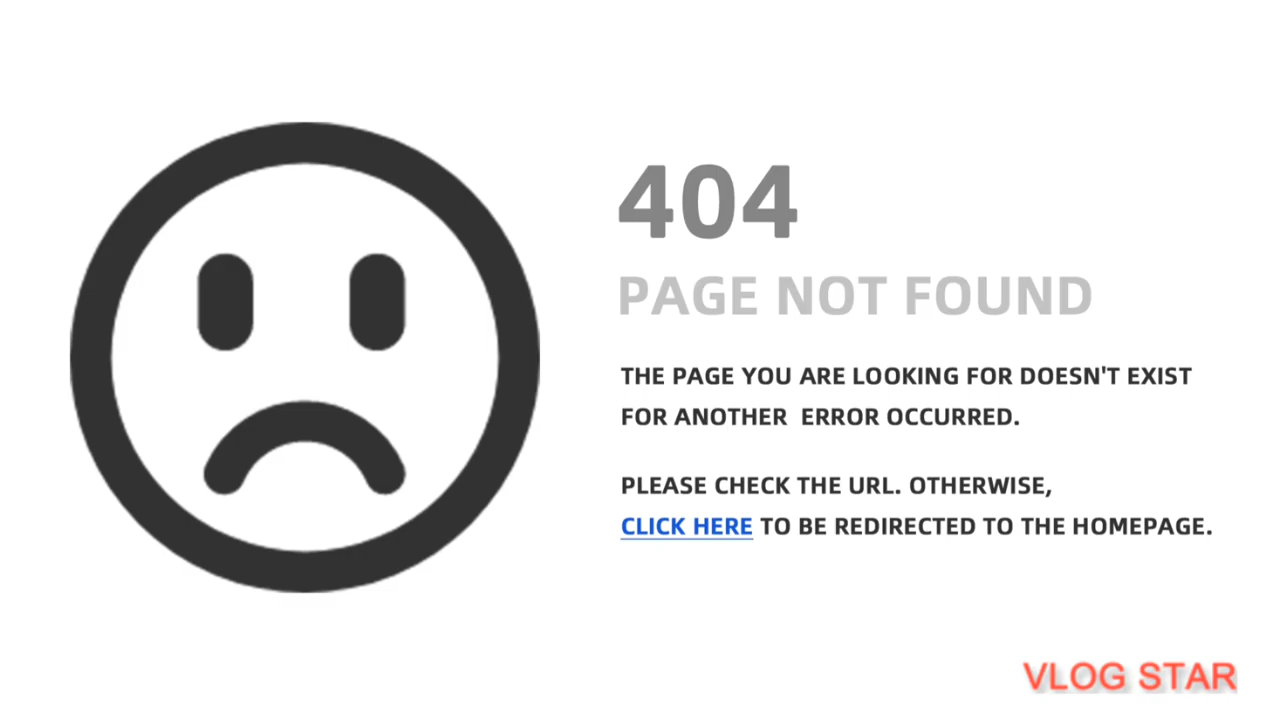 404
PAGE NOT FOUND
THE PAGE YOU ARE LOOKING FOR DOESN'T EXIST
FOR ANOTHER  ERROR OCCURRED.
PLEASE CHECK THE URL. OTHERWISE,
CLICK HERE TO BE REDIRECTED TO THE HOMEPAGE.
VLOG STAR